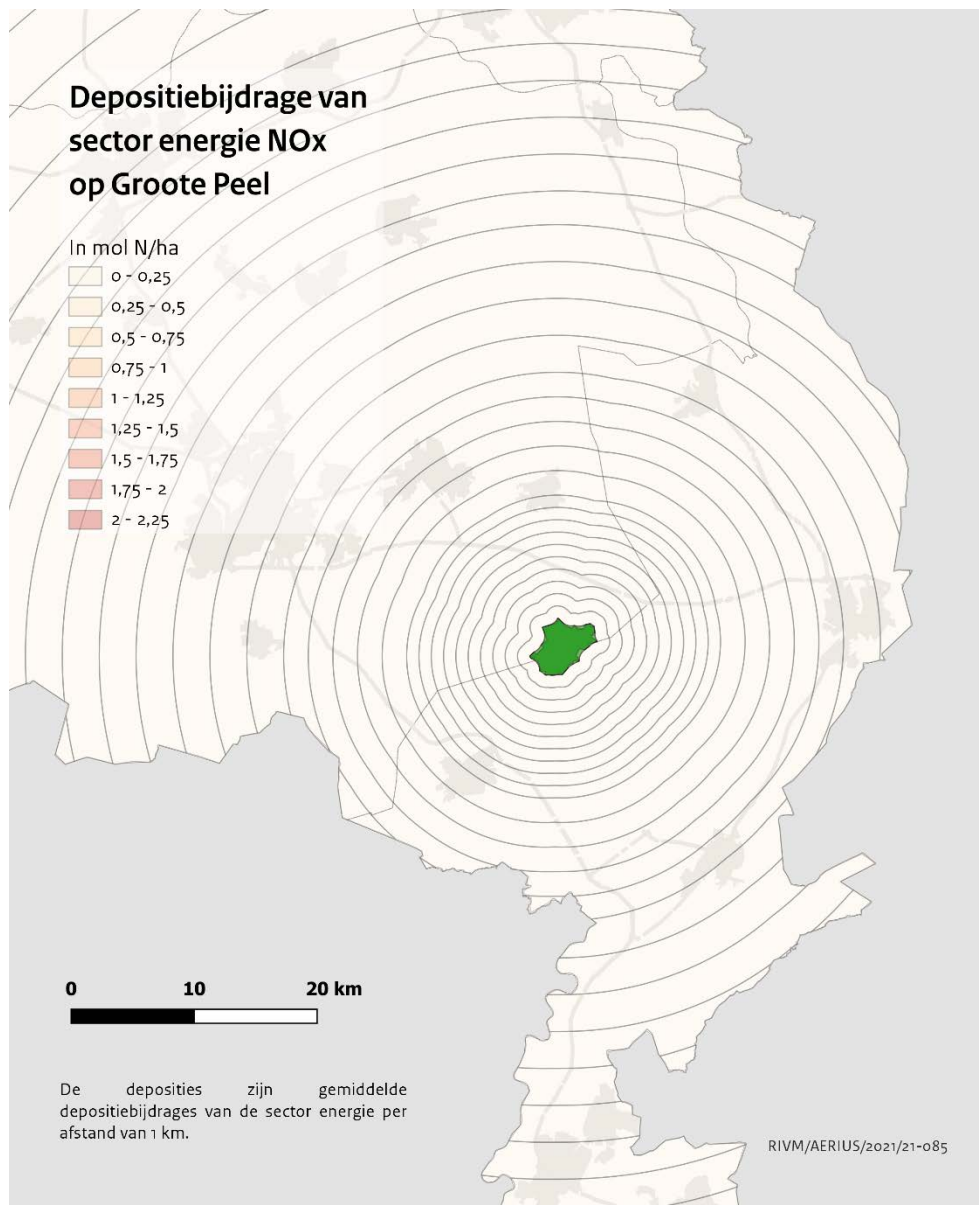 Depositiebijdrage van
sector energie NOx
op Groote Peel
In mol N/ha
0 - 0,25
0,25 - 0,5
0,5 - 0,75
0,75 - 1
1 - 1,25
1,25 - 1,5
1,5 - 1,75
1,75 - 2
2 - 2,25
0 10 20 km
De deposities zijn gemiddelde
depositiebijdrages van de sector energie per
afstand van 1 km.
RIVM/AERIUS/2021/21-085